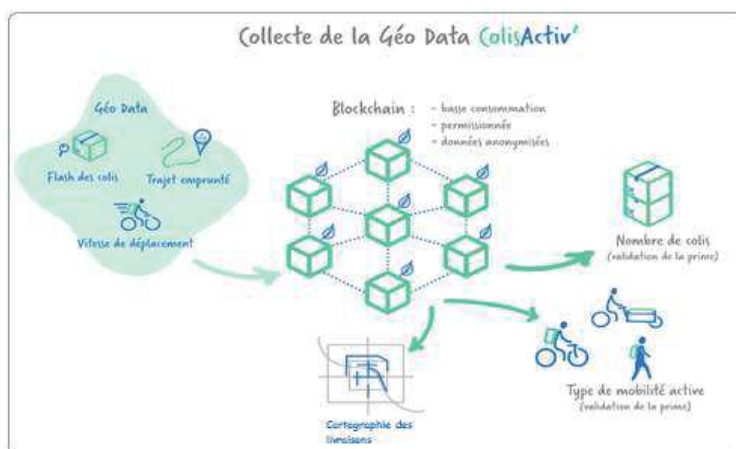 Collecte de la Géo Data ColisActiv'
Géo Data
Flash des colis
Trajet emprunté
Vitesse de déplacement
Blockchain :
- basse consommation
- permissionnée
- données anonymisées
Nombre de colis
(validation de la prime)
Type de mobilité active
(validation de la prime)
Cartographie des
livraisons